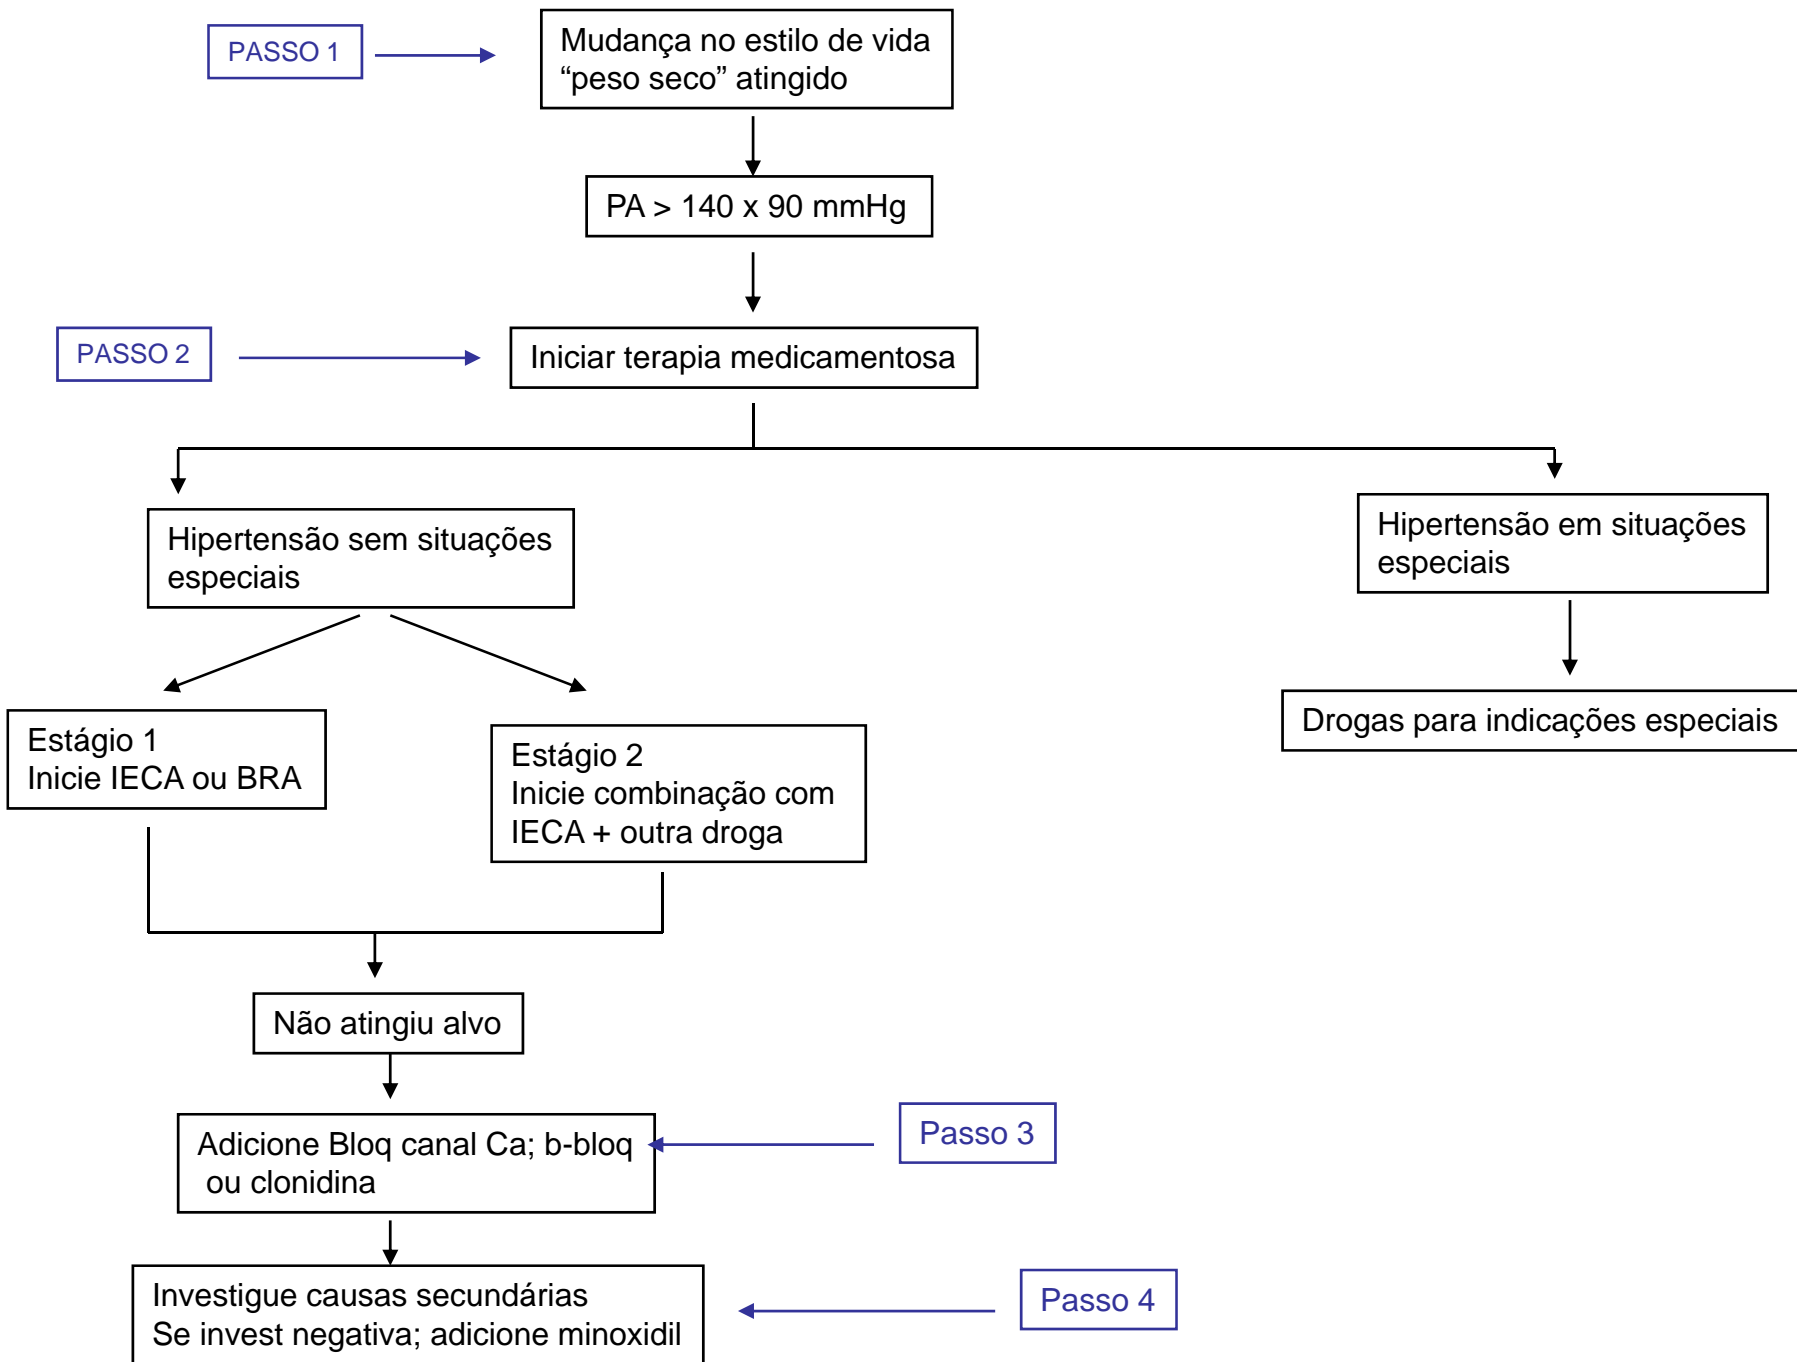 PASSO 1
Mudança no estilo de vida
“peso seco” atingido
PA > 140 x 90 mmHg
PASSO 2
Iniciar terapia medicamentosa
Hipertensão sem situações
especiais
Hipertensão em situações
especiais
Estágio 1
Inicie IECA ou BRA
Estágio 2
Inicie combinação com
IECA + outra droga
Drogas para indicações especiais
Não atingiu alvo
Adicione Bloq canal Ca; b-bloq
ou clonidina
Passo 3
Investigue causas secundárias
Se invest negativa; adicione minoxidil
Passo 4